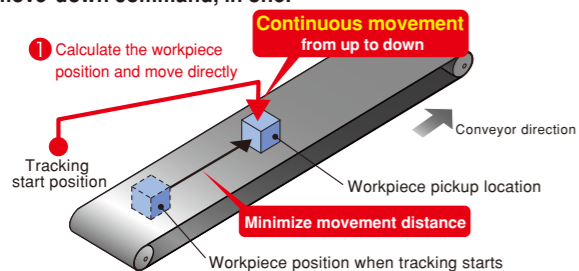 move-down command, in one.
Continuous movement
from up to down
1 Calculate the workpiece
position and move directly
Conveyor direction
Tracking
start position
Workpiece pickup location
Minimize movement distance
Workpiece position when tracking starts